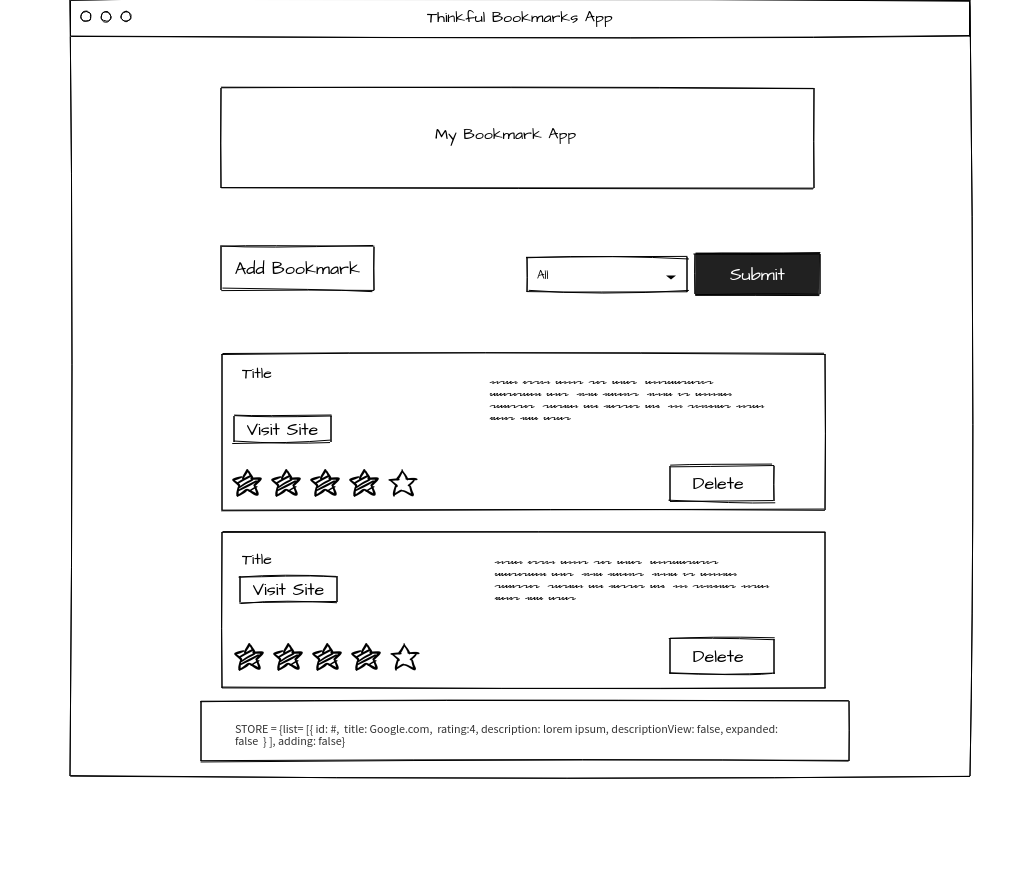 Thinkful Bookmarks App
My Bookmark App
Add Bookmark
All
Submit
Title
Visit Site
Delete
Title
Visit Site
Delete
STORE = {list= [{ id: #,  title: Google.com,  rating:4, description: lorem ipsum, descriptionView: false, expanded:
false  } ], adding: false}